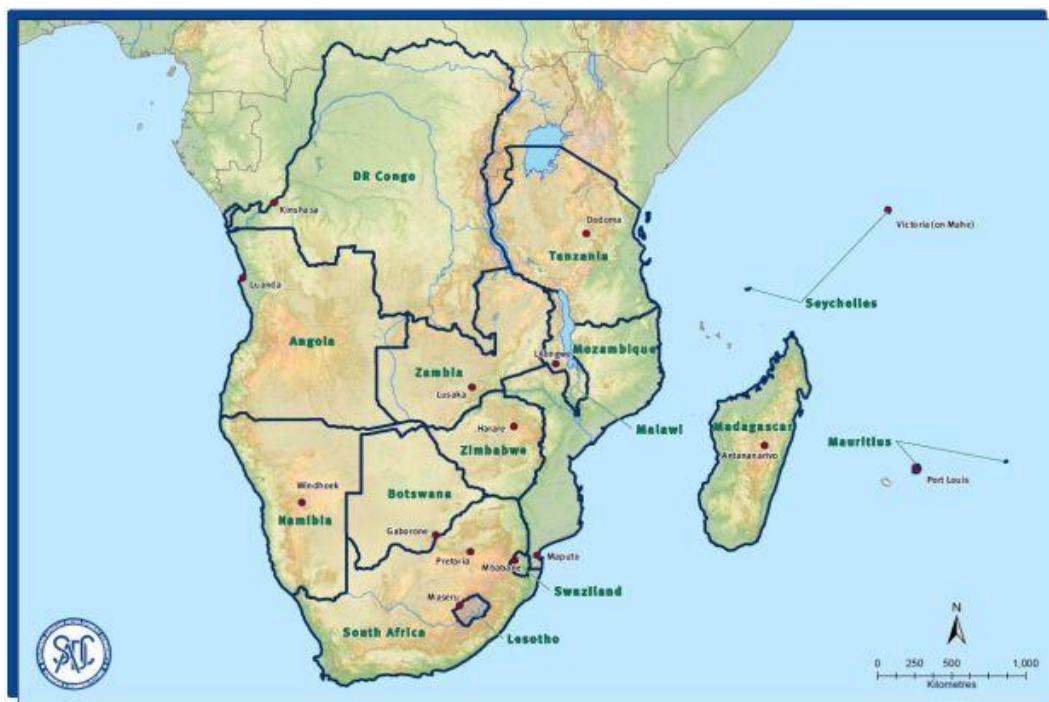 DR Congo
Kinshasa
Victoria (on Mahe)
Dodoma
Tanzania
Luanda
Seychelles
Angola
Mozambique
Lilongwe
Zambia
Lusaka
Malawi
Madagascar
Harare
Zimbabwe
Mauritius
Antananarivo
Port Louis
Windhoek
Botswana
Namibia
Gaborone
Pretoria
Mbabane
Maputo
Swaziland
Maseru
South Africa
Lesotho
N
0 250 500 1,000
Kilometres
SADC